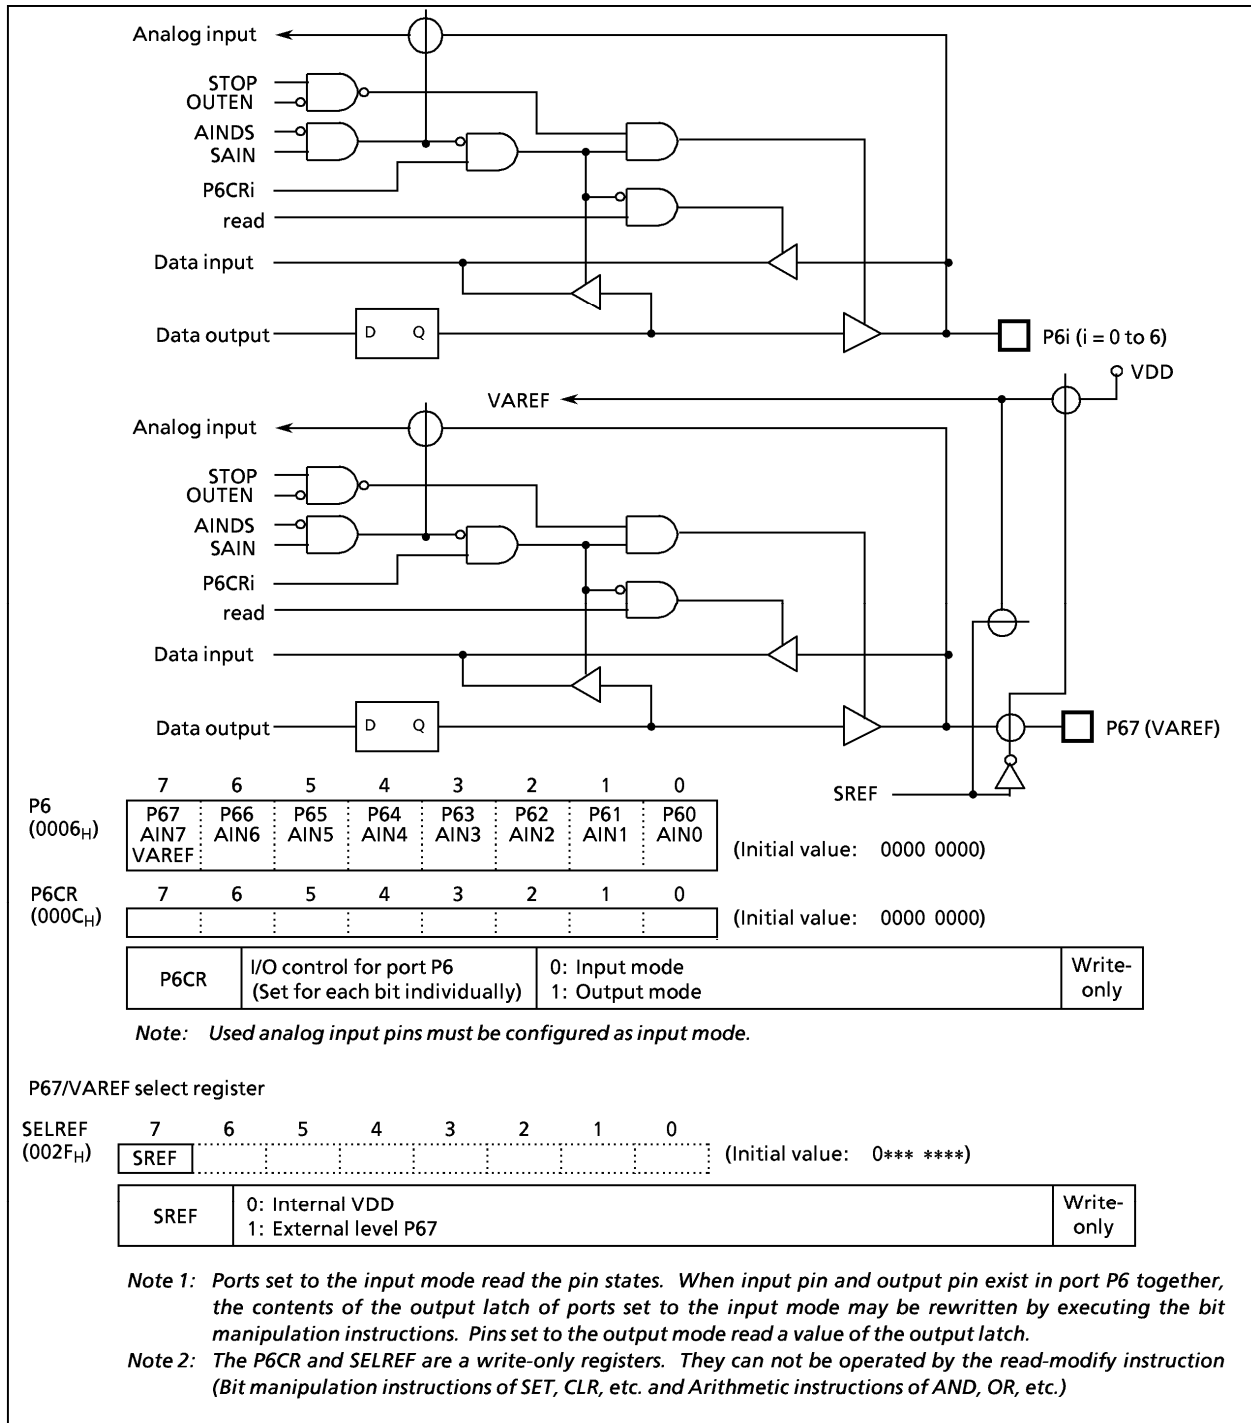 Analog input
STOP
OUTEN
AINDS
SAIN
P6CRi
read
Data input
Data output
D Q
P6i (i = 0 to 6)
VDD
VAREF
Analog input
STOP
OUTEN
AINDS
SAIN
P6CRi
read
Data input
Data output
D Q
P67 (VAREF)
SREF
7 6 5 4 3 2 1 0
P6
(0006H)
P67 P66 P65 P64 P63 P62 P61 P60
AIN7 AIN6 AIN5 AIN4 AIN3 AIN2 AIN1 AIN0
VAREF
(Initial value: 0000 0000)
P6CR
(000CH)
7 6 5 4 3 2 1 0
(Initial value: 0000 0000)
P6CR
I/O control for port P6
(Set for each bit individually)
0: Input mode
1: Output mode
Write-
only
Note: Used analog input pins must be configured as input mode.
P67/VAREF select register
SELREF
(002FH)
7 6 5 4 3 2 1 0
SREF
(Initial value: 0*** ****)
SREF
0: Internal VDD
1: External level P67
Write-
only
Note 1: Ports set to the input mode read the pin states. When input pin and output pin exist in port P6 together,
the contents of the output latch of ports set to the input mode may be rewritten by executing the bit
manipulation instructions. Pins set to the output mode read a value of the output latch.
Note 2: The P6CR and SELREF are a write-only registers. They can not be operated by the read-modify instruction
(Bit manipulation instructions of SET, CLR, etc. and Arithmetic instructions of AND, OR, etc.)